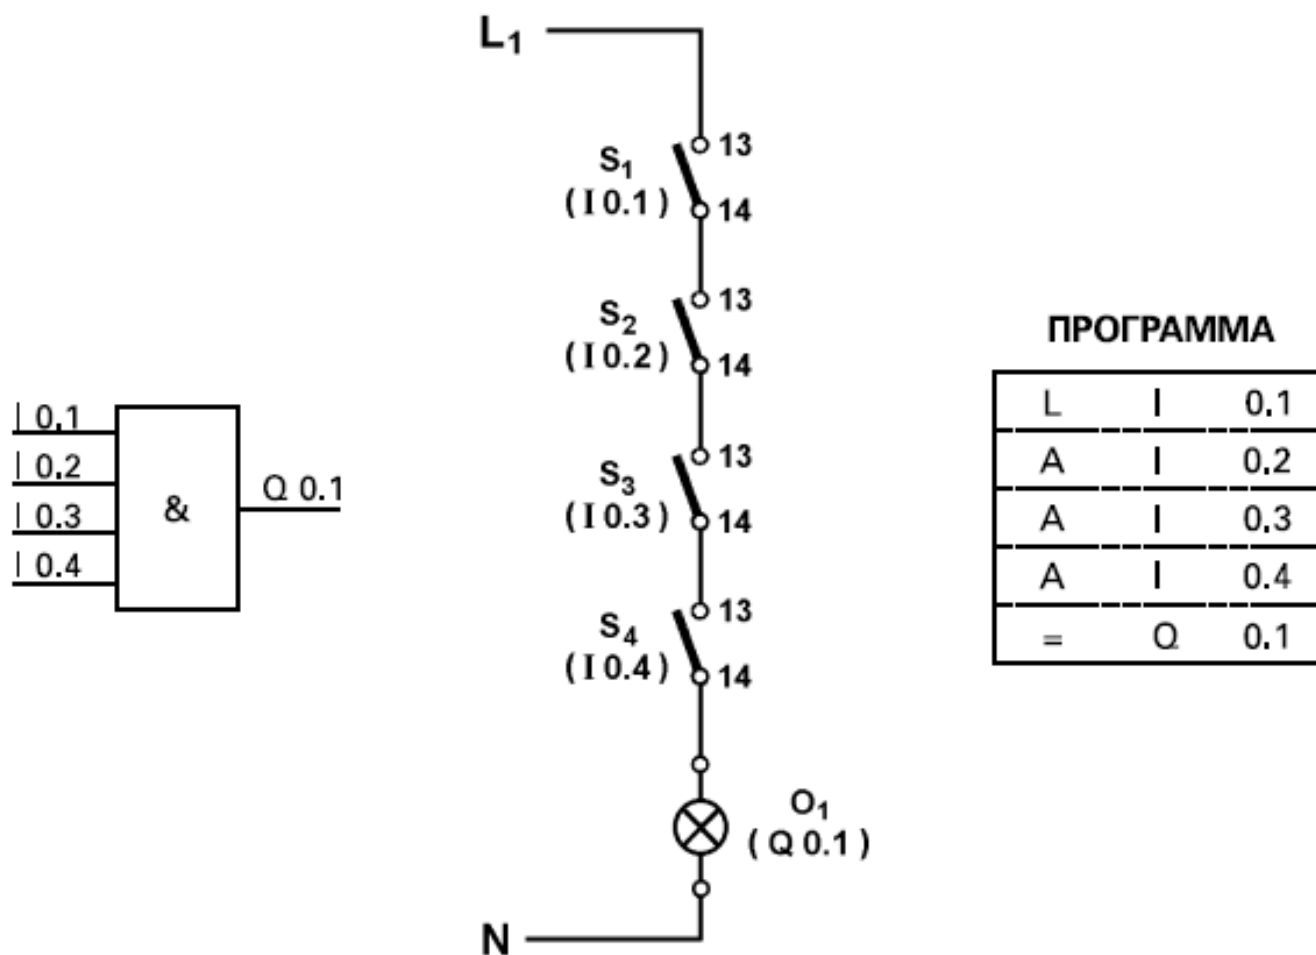 I 0.1
I 0.2
I 0.3
I 0.4
&
Q 0.1
L1
S1
(I 0.1)
13
14
S2
(I 0.2)
13
14
S3
(I 0.3)
13
14
S4
(I 0.4)
13
14
O1
(Q 0.1)
N
ПРОГРАММА
L I 0.1
A I 0.2
A I 0.3
A I 0.4
= Q 0.1